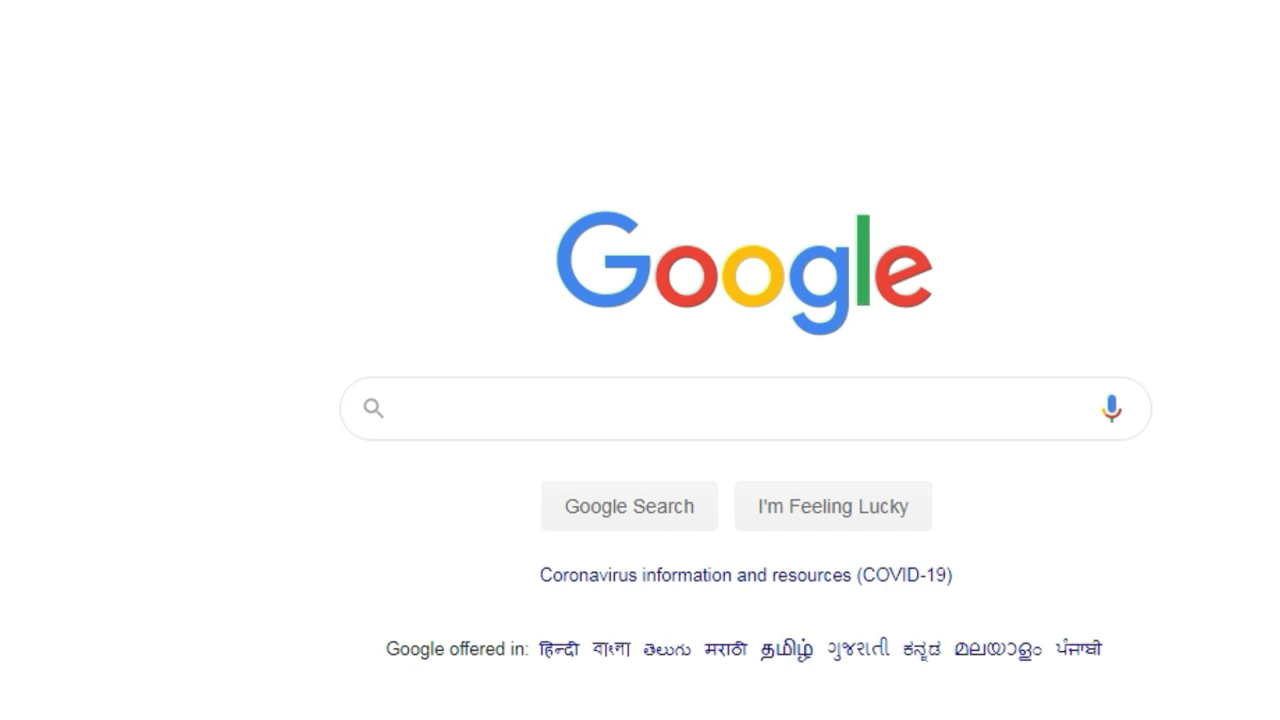 Google
Google Search I'm Feeling Lucky
Coronavirus information and resources (COVID-19)
Google offered in: हिन्दी বাংলা తెలుగు मराठी தமிழ் ગુજરાતી ಕನ್ನಡ മലയാളം ਪੰਜਾਬੀ